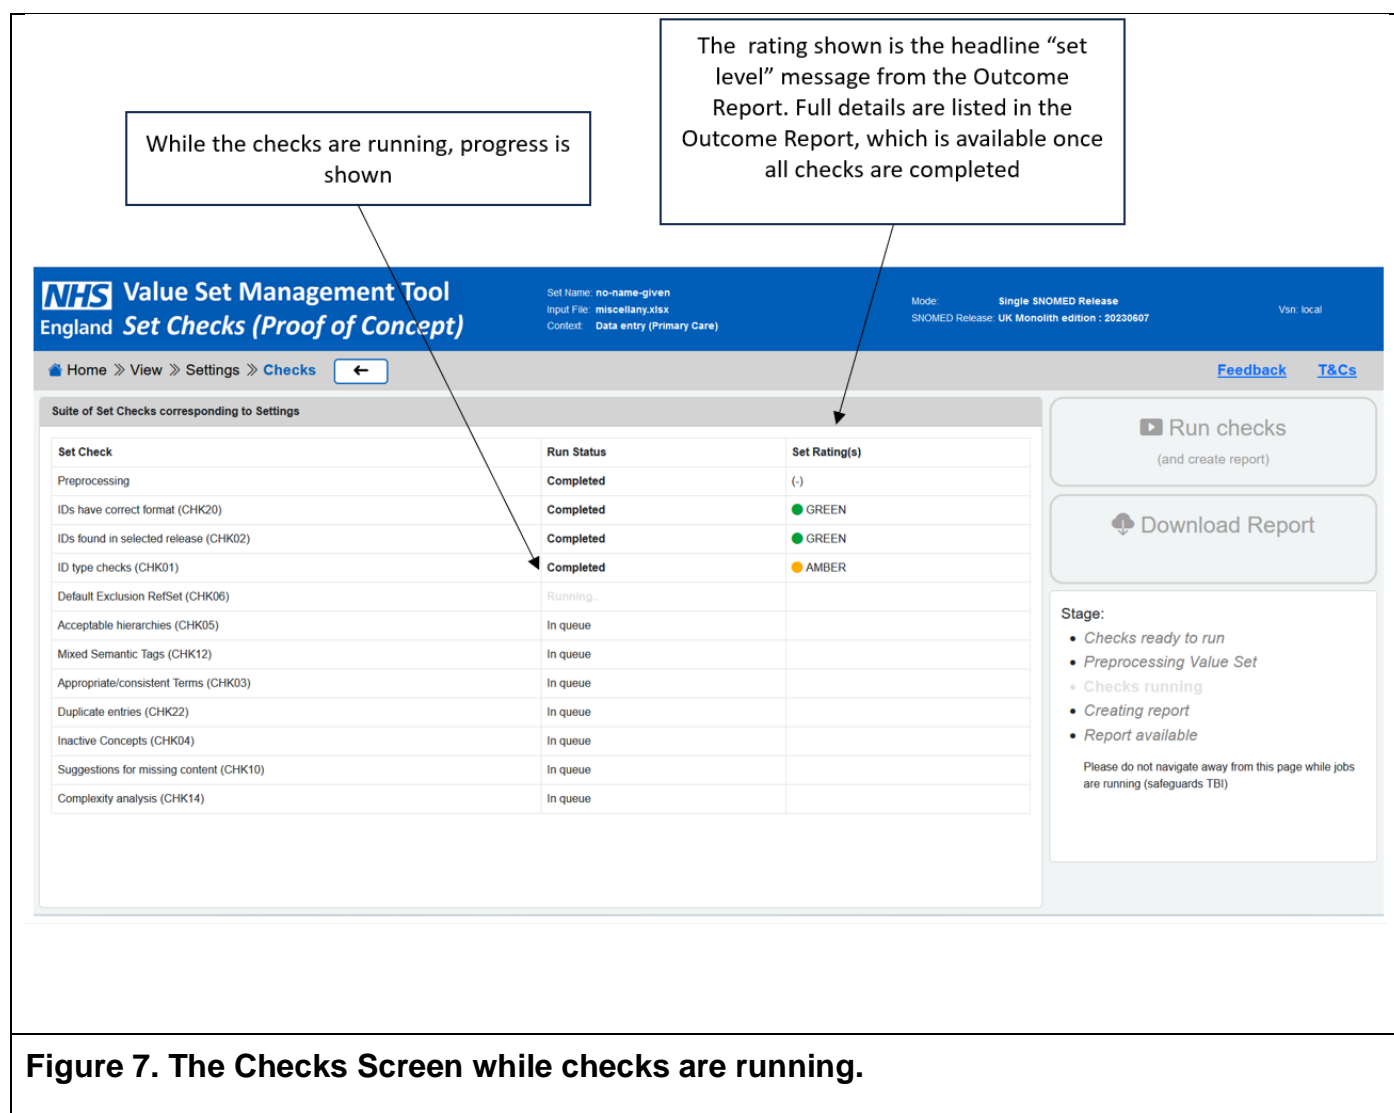 The rating shown is the headline “set
level” message from the Outcome
Report. Full details are listed in the
Outcome Report, which is available once
all checks are completed
While the checks are running, progress is
shown
NHS Value Set Management Tool
England Set Checks (Proof of Concept)
Set Name: no-name-given
Input File: miscellany.xlsx
Context: Data entry (Primary Care)
Mode: Single SNOMED Release
SNOMED Release: UK Monolith edition : 20230607
Vsn: local
Home » View » Settings » Checks ←
Feedback T&Cs
Suite of Set Checks corresponding to Settings
Set Check Run Status Set Rating(s)
Preprocessing Completed (-)
IDs have correct format (CHK20) Completed GREEN
IDs found in selected release (CHK02) Completed GREEN
ID type checks (CHK01) Completed AMBER
Default Exclusion RefSet (CHK06) Running..
Acceptable hierarchies (CHK05) In queue
Mixed Semantic Tags (CHK12) In queue
Appropriate/consistent Terms (CHK03) In queue
Duplicate entries (CHK22) In queue
Inactive Concepts (CHK04) In queue
Suggestions for missing content (CHK10) In queue
Complexity analysis (CHK14) In queue
Run checks
(and create report)
Download Report
Stage:
• Checks ready to run
• Preprocessing Value Set
• Checks running
• Creating report
• Report available
Please do not navigate away from this page while jobs
are running (safeguards TBI)
Figure 7. The Checks Screen while checks are running.